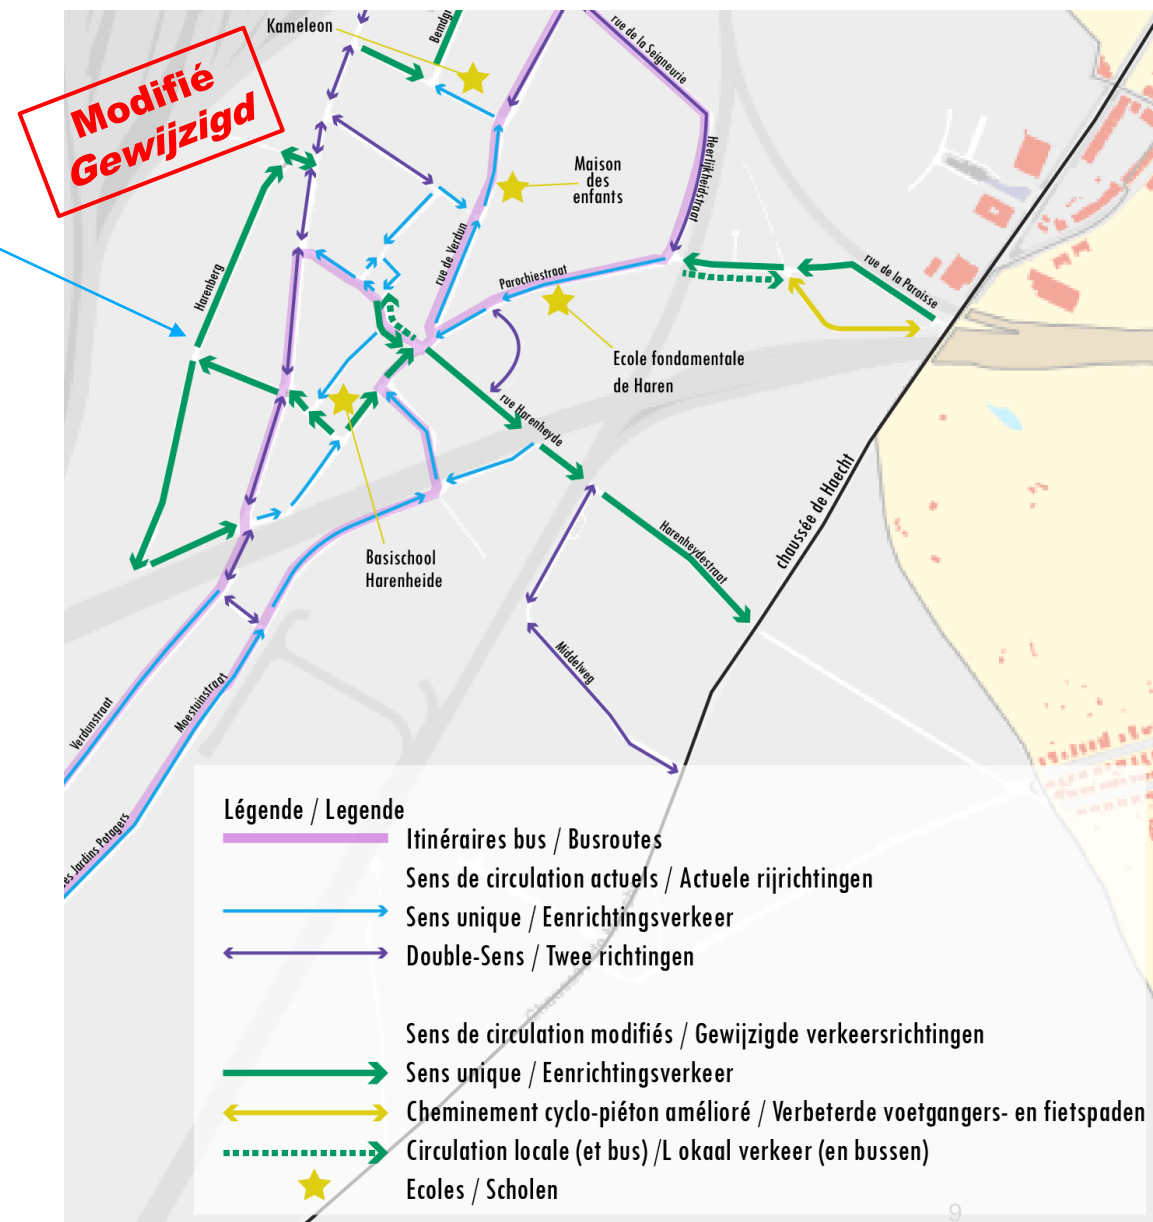 Kameleon
Bemdgr
rue de la Seigneurie
Modifié
Gewijzigd
Heerlijkheidstraat
Maison
des
enfants
rue de Verdun
Harenberg
Parochiestraat
rue de la Paroisse
Ecole fondamentale
de Haren
rue Harenheyde
chaussée de Haecht
Harenheydestraat
Basischool
Harenheide
Middelweg
Verdunstraat
Moestuinstraat
es Jardins Potagers
Légende / Legende
Itinéraires bus / Busroutes
Sens de circulation actuels / Actuele rijrichtingen
Sens unique / Eenrichtingsverkeer
Double-Sens / Twee richtingen
Sens de circulation modifiés / Gewijzigde verkeersrichtingen
Sens unique / Eenrichtingsverkeer
Cheminement cyclo-piéton amélioré / Verbeterde voetgangers- en fietspaden
Circulation locale (et bus) /L okaal verkeer (en bussen)
Ecoles / Scholen
9